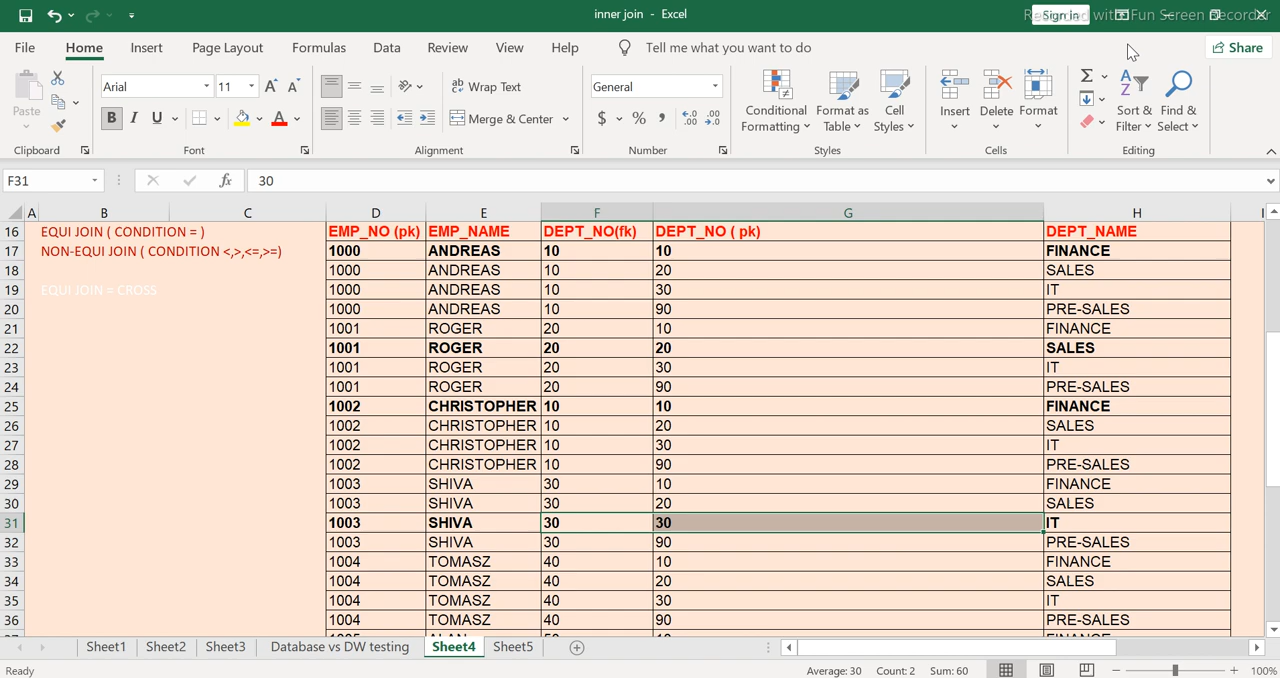 inner join - Excel
Sign in
Recorded with Fun Screen Recorder
File Home Insert Page Layout Formulas Data Review View Help Tell me what you want to do Share
Paste
Arial 11
B I U A
Wrap Text
Merge & Center
General
$ % ,
Conditional Formatting
Format as Table
Cell Styles
Insert Delete Format
Sort & Filter
Find & Select
Clipboard Font Alignment Number Styles Cells Editing
F31 fx 30
A B C D E F G H I
16 EQUI JOIN ( CONDITION = ) EMP_NO (pk) EMP_NAME DEPT_NO(fk) DEPT_NO ( pk) DEPT_NAME
17 NON-EQUI JOIN ( CONDITION <,>,<=,>=) 1000 ANDREAS 10 10 FINANCE
18 1000 ANDREAS 10 20 SALES
19 EQUI JOIN = CROSS 1000 ANDREAS 10 30 IT
20 1000 ANDREAS 10 90 PRE-SALES
21 1001 ROGER 20 10 FINANCE
22 1001 ROGER 20 20 SALES
23 1001 ROGER 20 30 IT
24 1001 ROGER 20 90 PRE-SALES
25 1002 CHRISTOPHER 10 10 FINANCE
26 1002 CHRISTOPHER 10 20 SALES
27 1002 CHRISTOPHER 10 30 IT
28 1002 CHRISTOPHER 10 90 PRE-SALES
29 1003 SHIVA 30 10 FINANCE
30 1003 SHIVA 30 20 SALES
31 1003 SHIVA 30 30 IT
32 1003 SHIVA 30 90 PRE-SALES
33 1004 TOMASZ 40 10 FINANCE
34 1004 TOMASZ 40 20 SALES
35 1004 TOMASZ 40 30 IT
36 1004 TOMASZ 40 90 PRE-SALES
Sheet1 Sheet2 Sheet3 Database vs DW testing Sheet4 Sheet5
Ready Average: 30 Count: 2 Sum: 60 100%